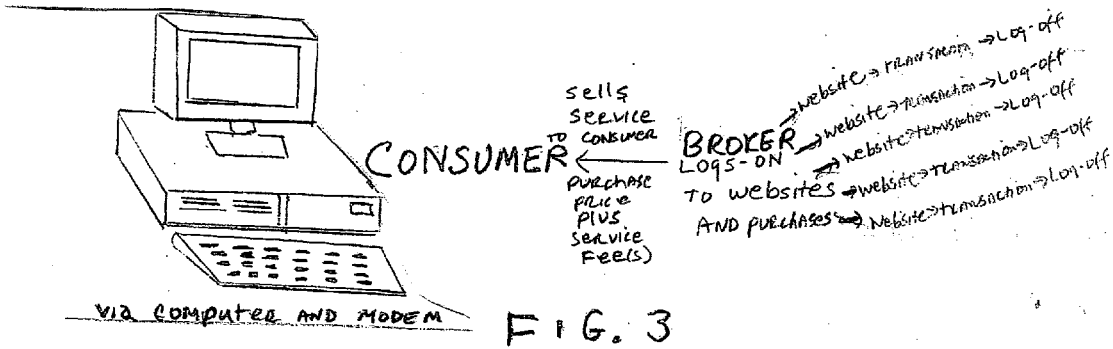 CONSUMER
via computer AND MODEM
sells
service
TO CONSUMER
purchase
price
plus
service
Fee(s)
BROKER
LOGS-ON
TO websites
AND purchases
website → transaction → Log-off
website → transaction → Log-off
website → transaction → Log-off
website → transaction → Log-off
website → transaction → Log-off
FIG. 3